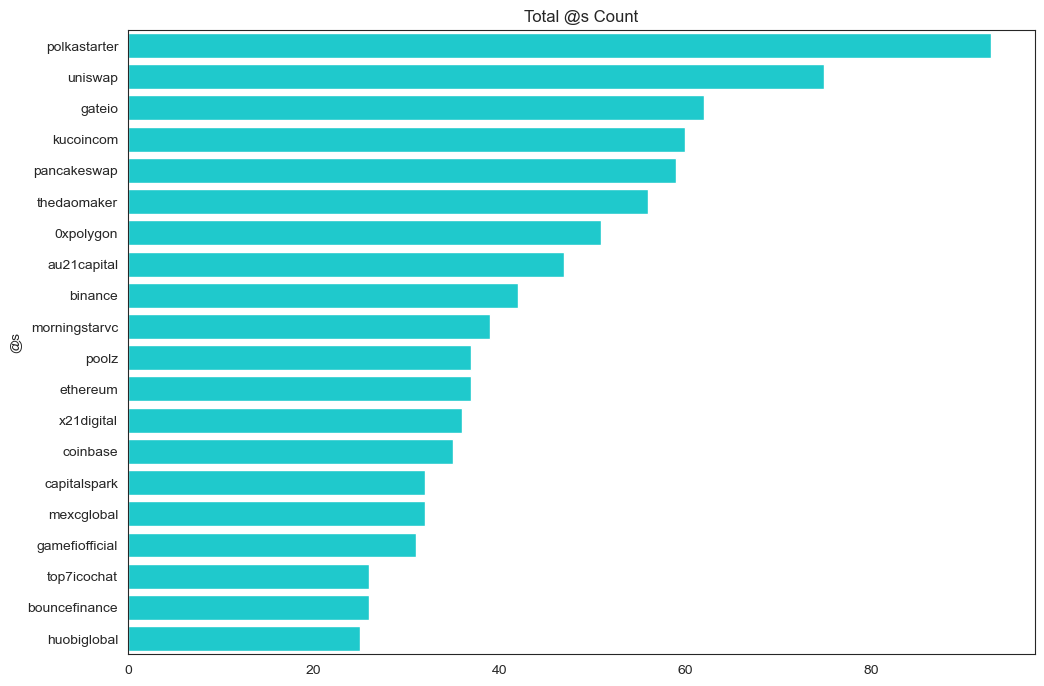 Total @s Count
polkastarter
uniswap
gateio
kucoincom
pancakeswap
thedaomaker
0xpolygon
au21capital
binance
morningstarvc
poolz
ethereum
x21digital
coinbase
capitalspark
mexcglobal
gamefiofficial
top7icochat
bouncefinance
huobiglobal
@s
0 20 40 60 80